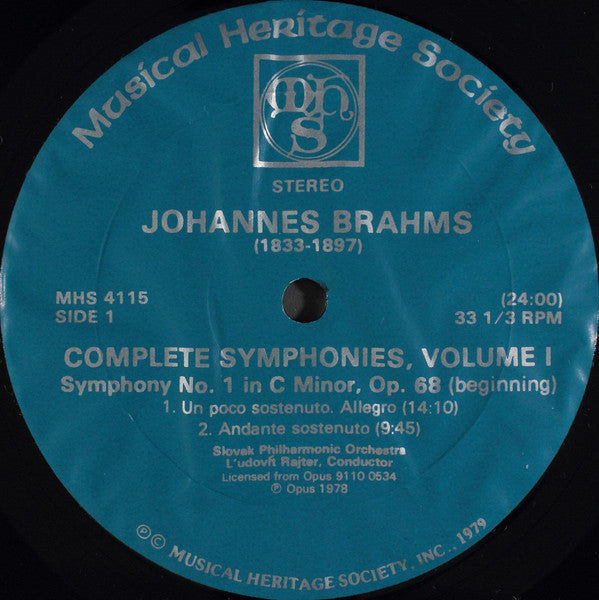 Musical Heritage Society
mhs
STEREO
JOHANNES BRAHMS
(1833-1897)
MHS 4115
(24:00)
SIDE 1
33 1/3 RPM
COMPLETE SYMPHONIES, VOLUME I
Symphony No. 1 in C Minor, Op. 68 (beginning)
1. Un poco sostenuto. Allegro (14:10)
2. Andante sostenuto (9:45)
Slovak Philharmonic Orchestra
L'udovít Rajter, Conductor
Licensed from Opus 9110 0534
℗ Opus 1978
℗© MUSICAL HERITAGE SOCIETY, INC., 1979